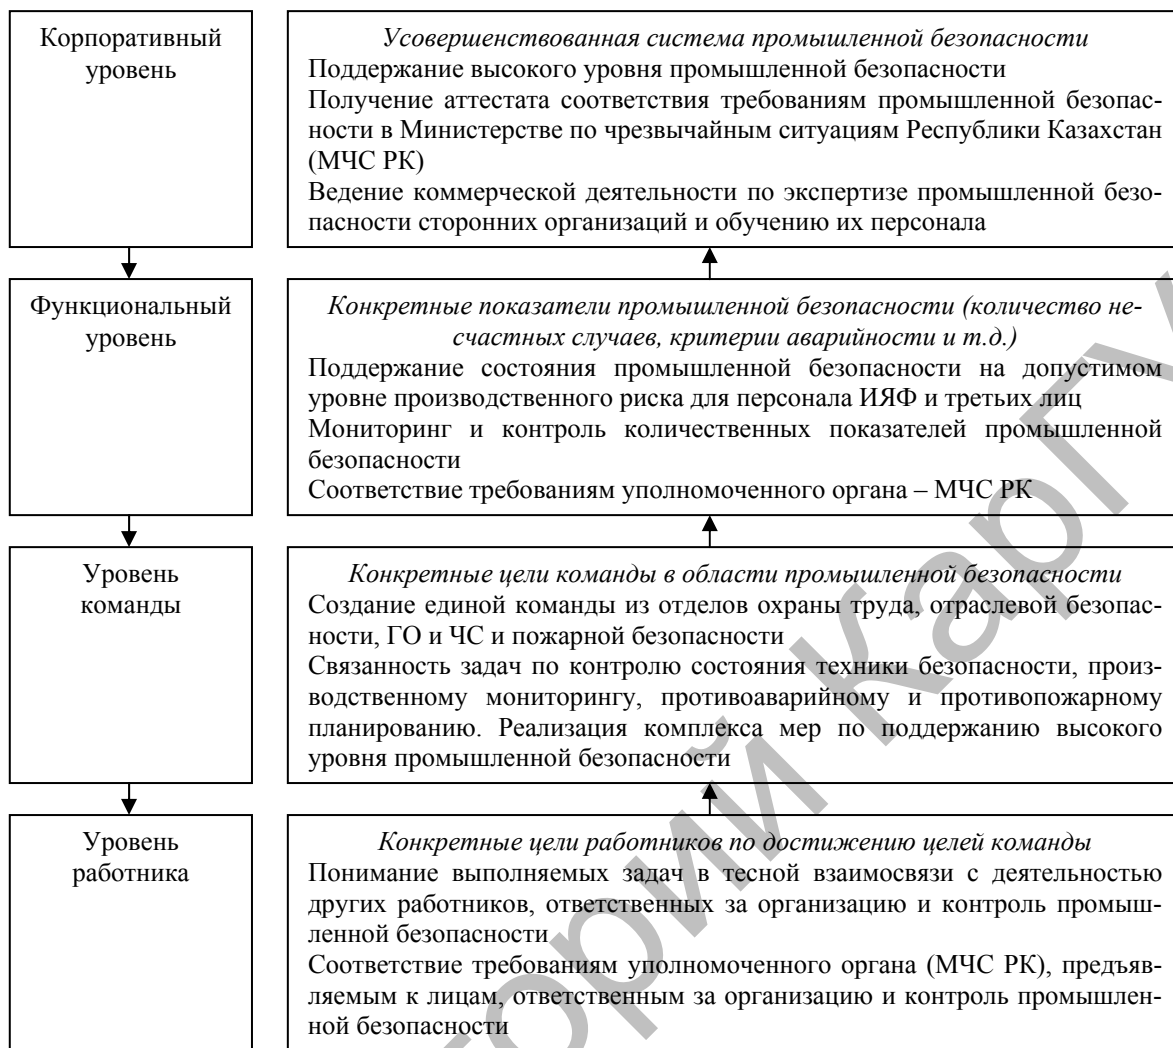 Корпоративный
уровень
Усовершенствованная система промышленной безопасности
Поддержание высокого уровня промышленной безопасности
Получение аттестата соответствия требованиям промышленной безопас-
ности в Министерстве по чрезвычайным ситуациям Республики Казахстан
(МЧС РК)
Ведение коммерческой деятельности по экспертизе промышленной безо-
пасности сторонних организаций и обучению их персонала
Функциональный
уровень
Конкретные показатели промышленной безопасности (количество не-
счастных случаев, критерии аварийности и т.д.)
Поддержание состояния промышленной безопасности на допустимом
уровне производственного риска для персонала ИЯФ и третьих лиц
Мониторинг и контроль количественных показателей промышленной
безопасности
Соответствие требованиям уполномоченного органа – МЧС РК
Уровень
команды
Конкретные цели команды в области промышленной безопасности
Создание единой команды из отделов охраны труда, отраслевой безопас-
ности, ГО и ЧС и пожарной безопасности
Связанность задач по контролю состояния техники безопасности, произ-
водственному мониторингу, противоаварийному и противопожарному
планированию. Реализация комплекса мер по поддержанию высокого
уровня промышленной безопасности
Уровень
работника
Конкретные цели работников по достижению целей команды
Понимание выполняемых задач в тесной взаимосвязи с деятельностью
других работников, ответственных за организацию и контроль промыш-
ленной безопасности
Соответствие требованиям уполномоченного органа (МЧС РК), предъяв-
ляемым к лицам, ответственным за организацию и контроль промышлен-
ной безопасности